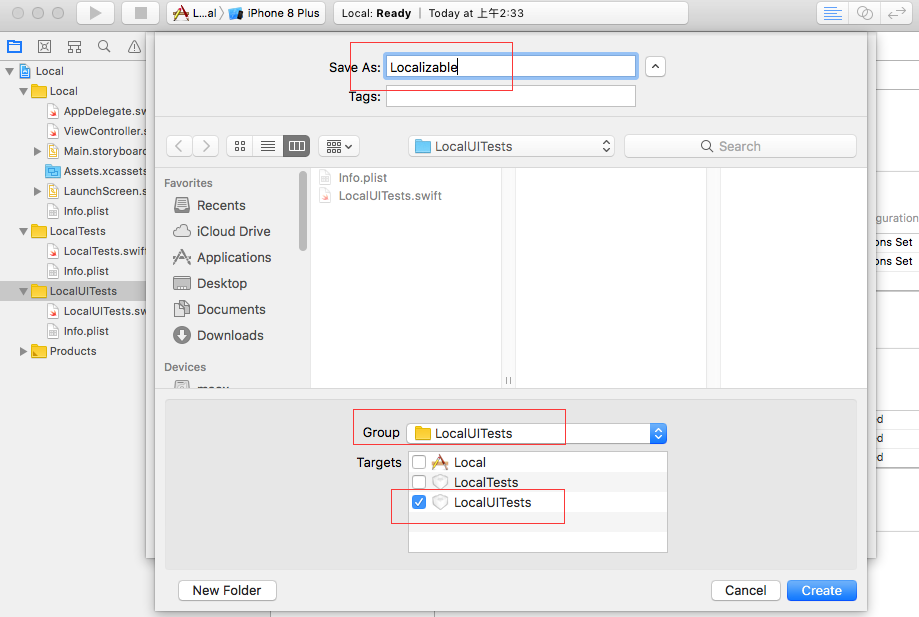 L...al
iPhone 8 Plus
Local: Ready | Today at 上午2:33
Local
Local
AppDelegate.sw
ViewController.s
Main.storyboard
Assets.xcassets
LaunchScreen.s
Info.plist
LocalTests
LocalTests.swift
Info.plist
LocalUITests
LocalUITests.sw
Info.plist
Products
Save As: Localizable
Tags:
LocalUITests
Search
Favorites
Recents
iCloud Drive
Applications
Desktop
Documents
Downloads
Devices
Info.plist
LocalUITests.swift
guration
ons Set
ons Set
d
d
ed
Group LocalUITests
Targets
Local
LocalTests
LocalUITests
New Folder
Cancel
Create